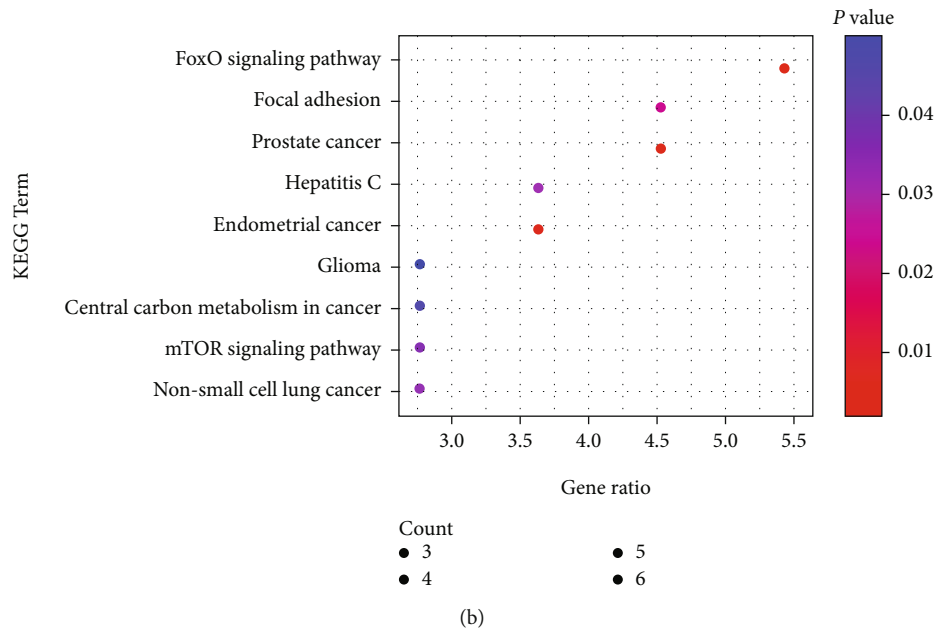 P value
FoxO signaling pathway
Focal adhesion
Prostate cancer
Hepatitis C
Endometrial cancer
Glioma
Central carbon metabolism in cancer
mTOR signaling pathway
Non-small cell lung cancer
KEGG Term
0.04
0.03
0.02
0.01
3.0 3.5 4.0 4.5 5.0 5.5
Gene ratio
Count
3 5
4 6
(b)